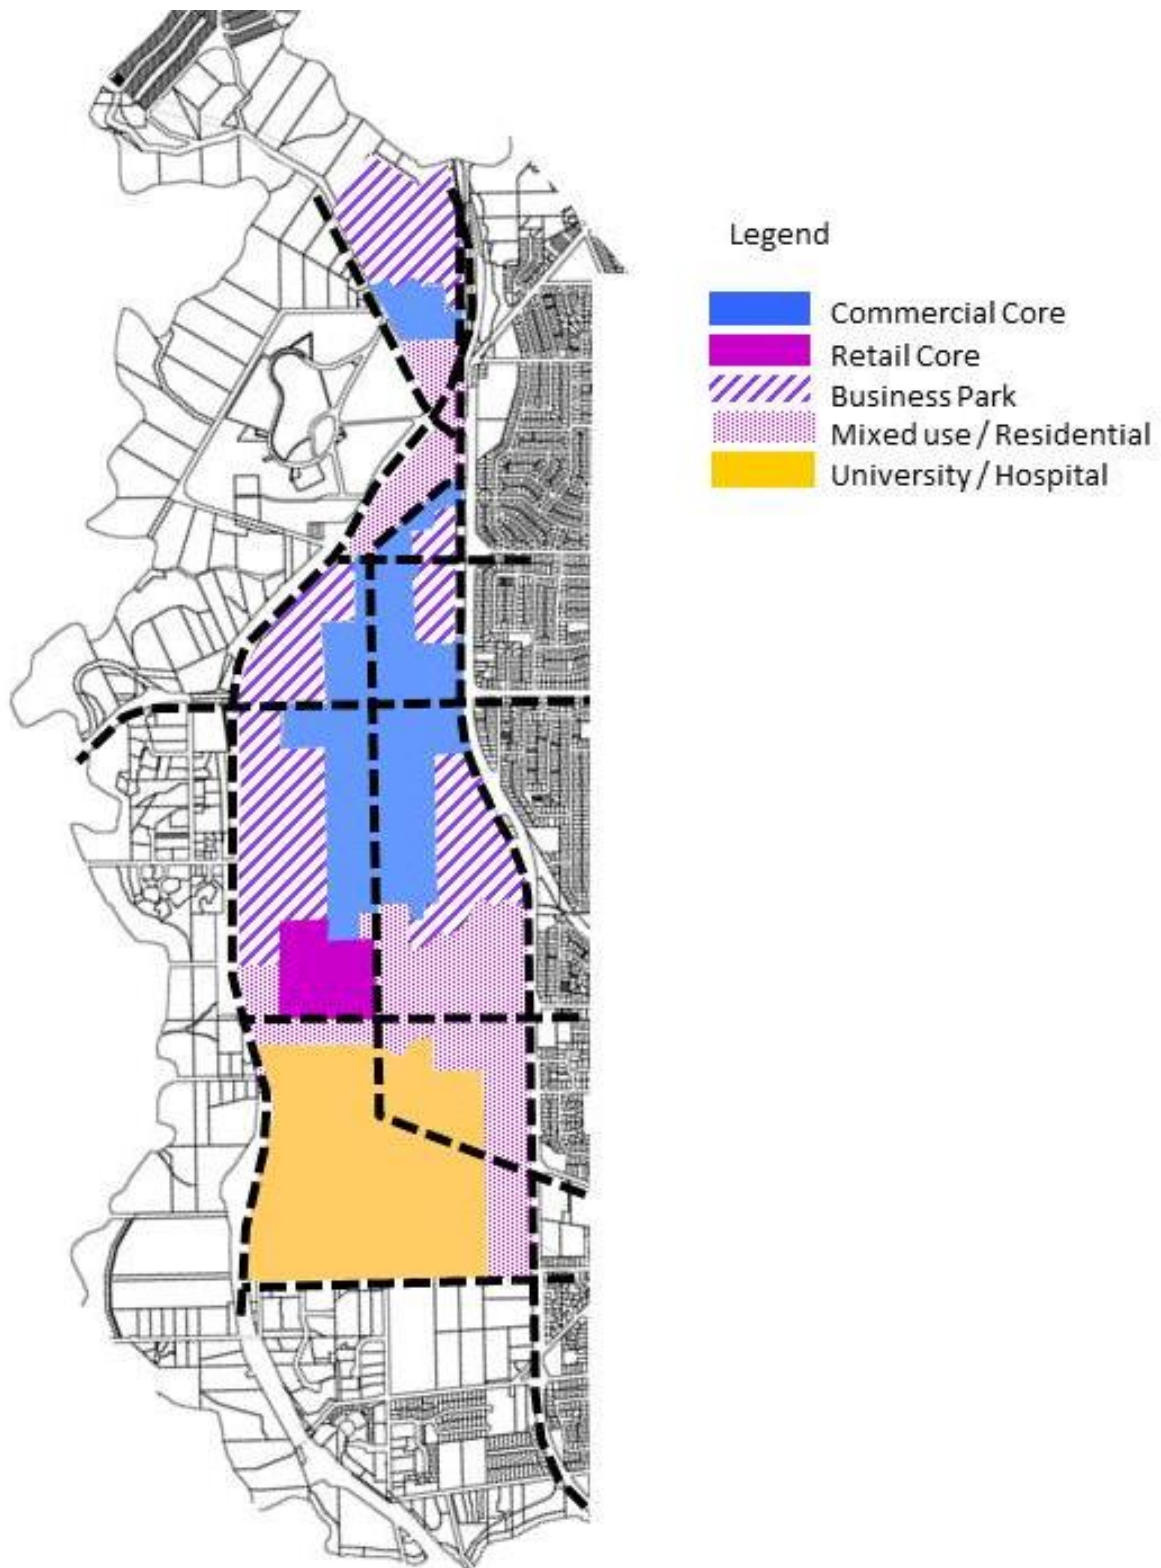 Legend
Commercial Core
Retail Core
Business Park
Mixed use / Residential
University / Hospital